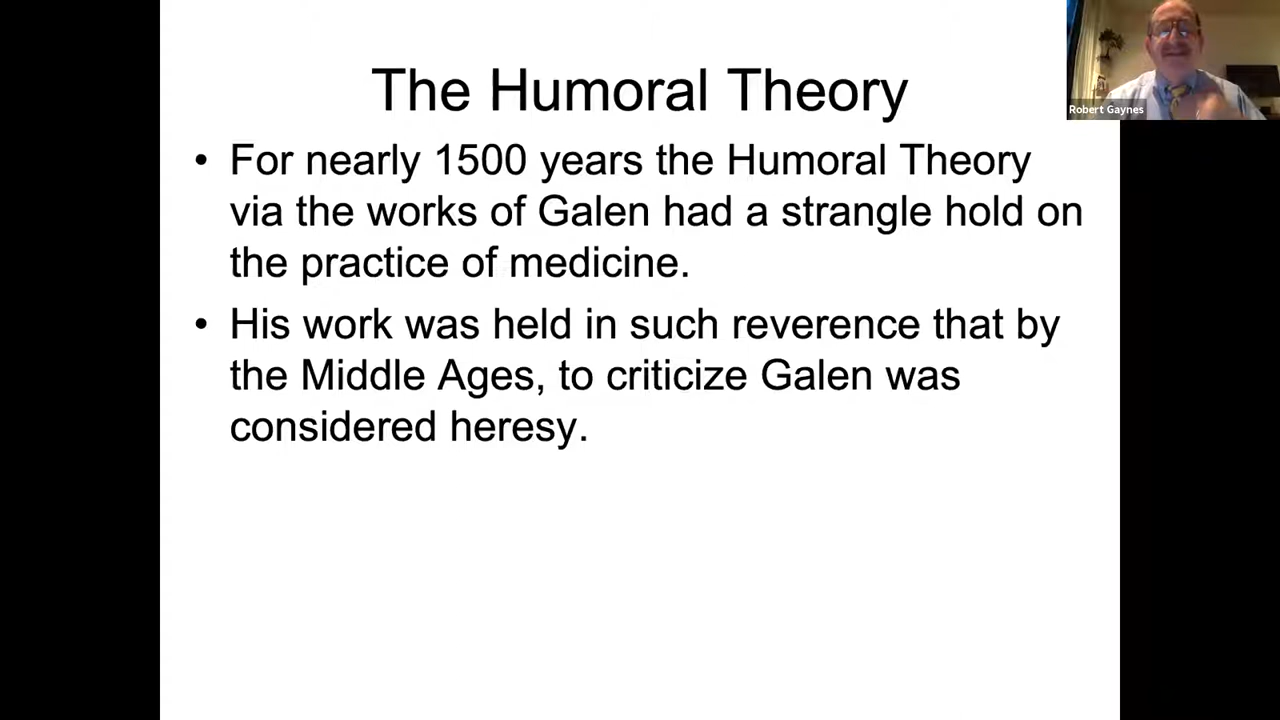 The Humoral Theory
• For nearly 1500 years the Humoral Theory
via the works of Galen had a strangle hold on
the practice of medicine.
• His work was held in such reverence that by
the Middle Ages, to criticize Galen was
considered heresy.
Robert Gaynes